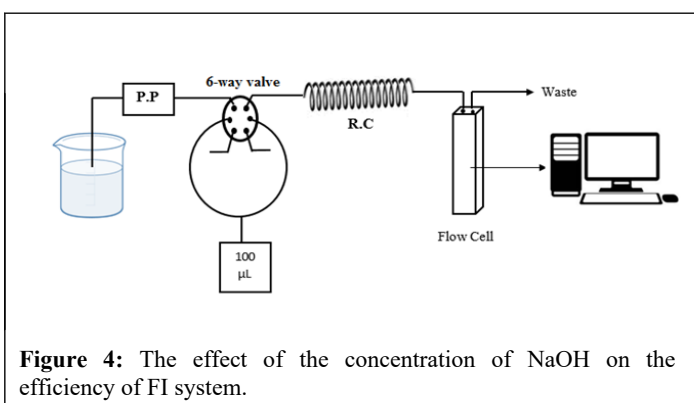 6-way valve
P.P
R.C
Waste
Flow Cell
100
µL
Figure 4: The effect of the concentration of NaOH on the
efficiency of FI system.